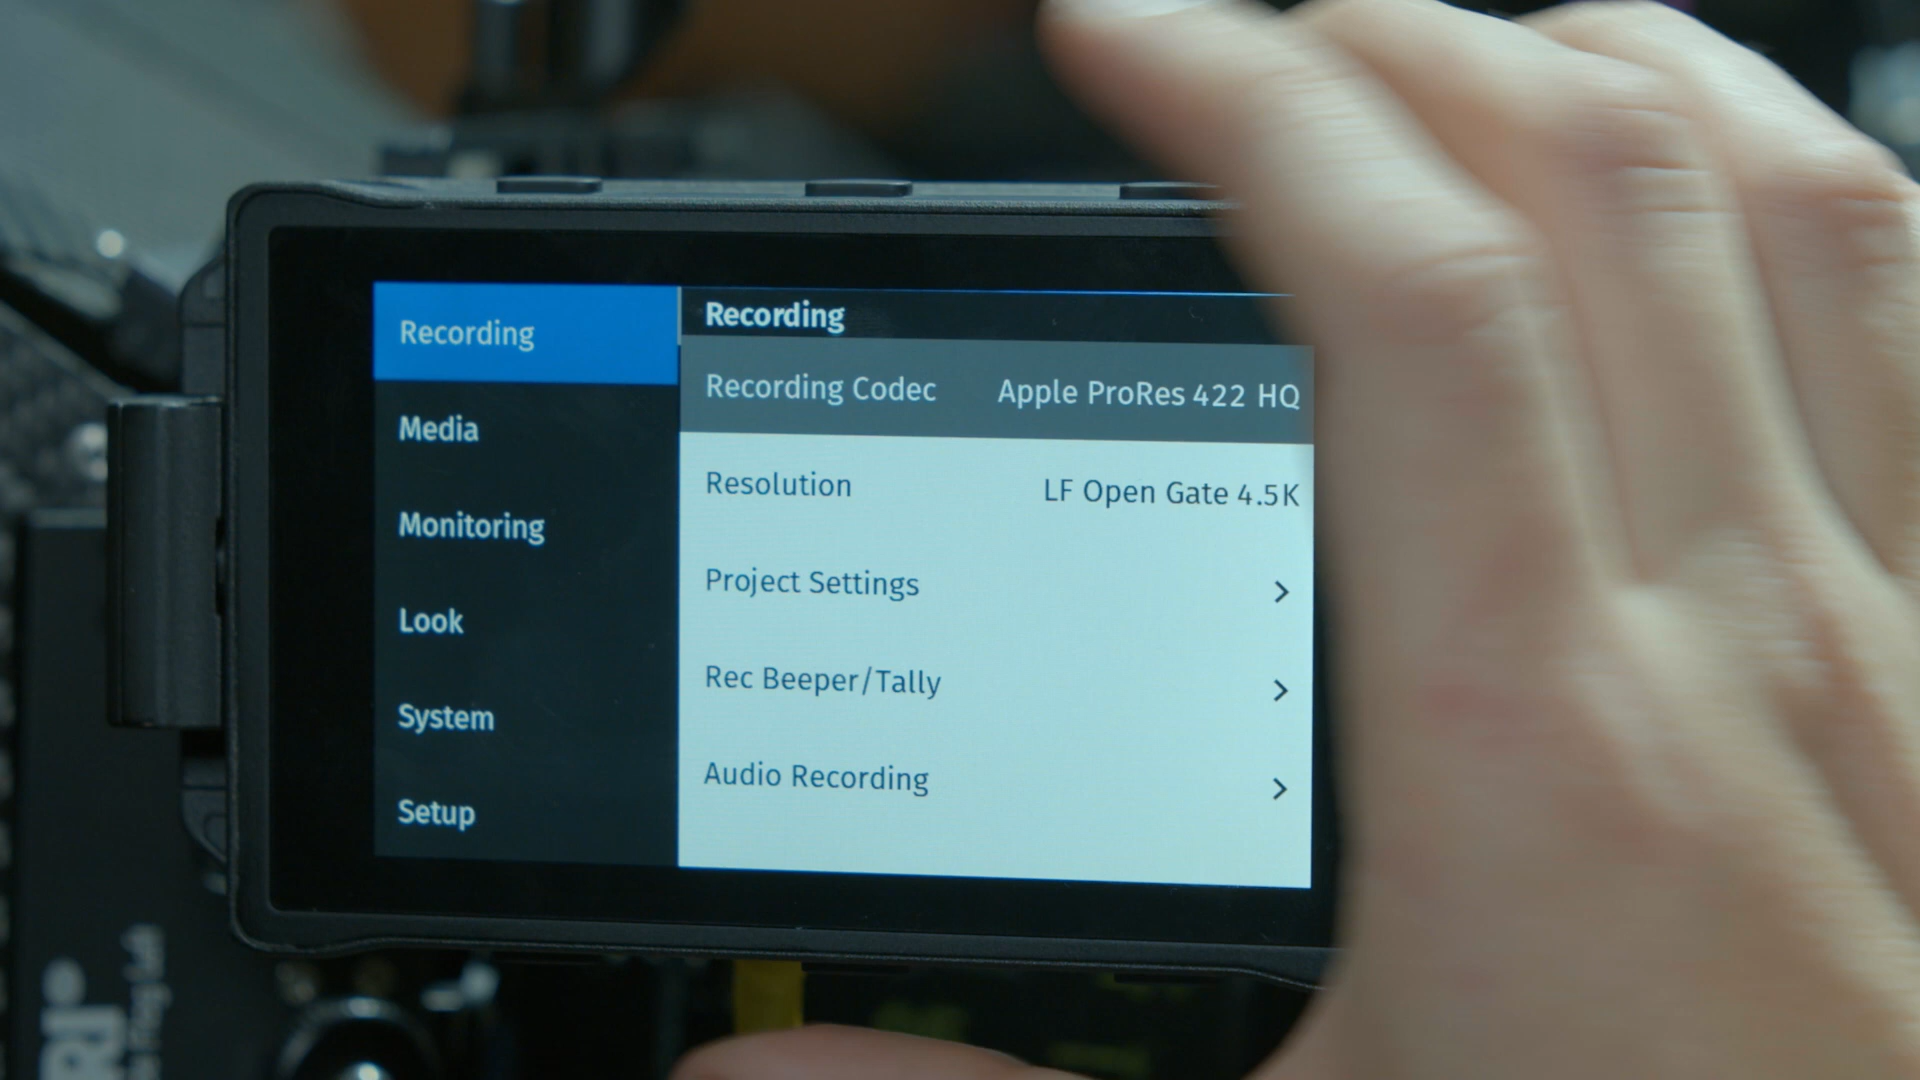 Recording
Media
Monitoring
Look
System
Setup
Recording
Recording Codec Apple ProRes 422 HQ
Resolution LF Open Gate 4.5K
Project Settings
Rec Beeper/Tally
Audio Recording